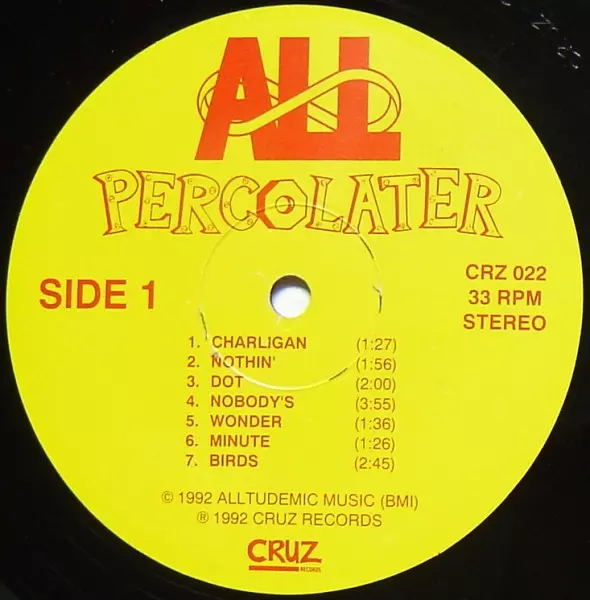 ALL
PERCOLATER
SIDE 1
CRZ 022
33 RPM
STEREO
1. CHARLIGAN (1:27)
2. NOTHIN' (1:56)
3. DOT (2:00)
4. NOBODY'S (3:55)
5. WONDER (1:36)
6. MINUTE (1:26)
7. BIRDS (2:45)
© 1992 ALLTUDEMIC MUSIC (BMI)
® 1992 CRUZ RECORDS
CRUZ
RECORDS